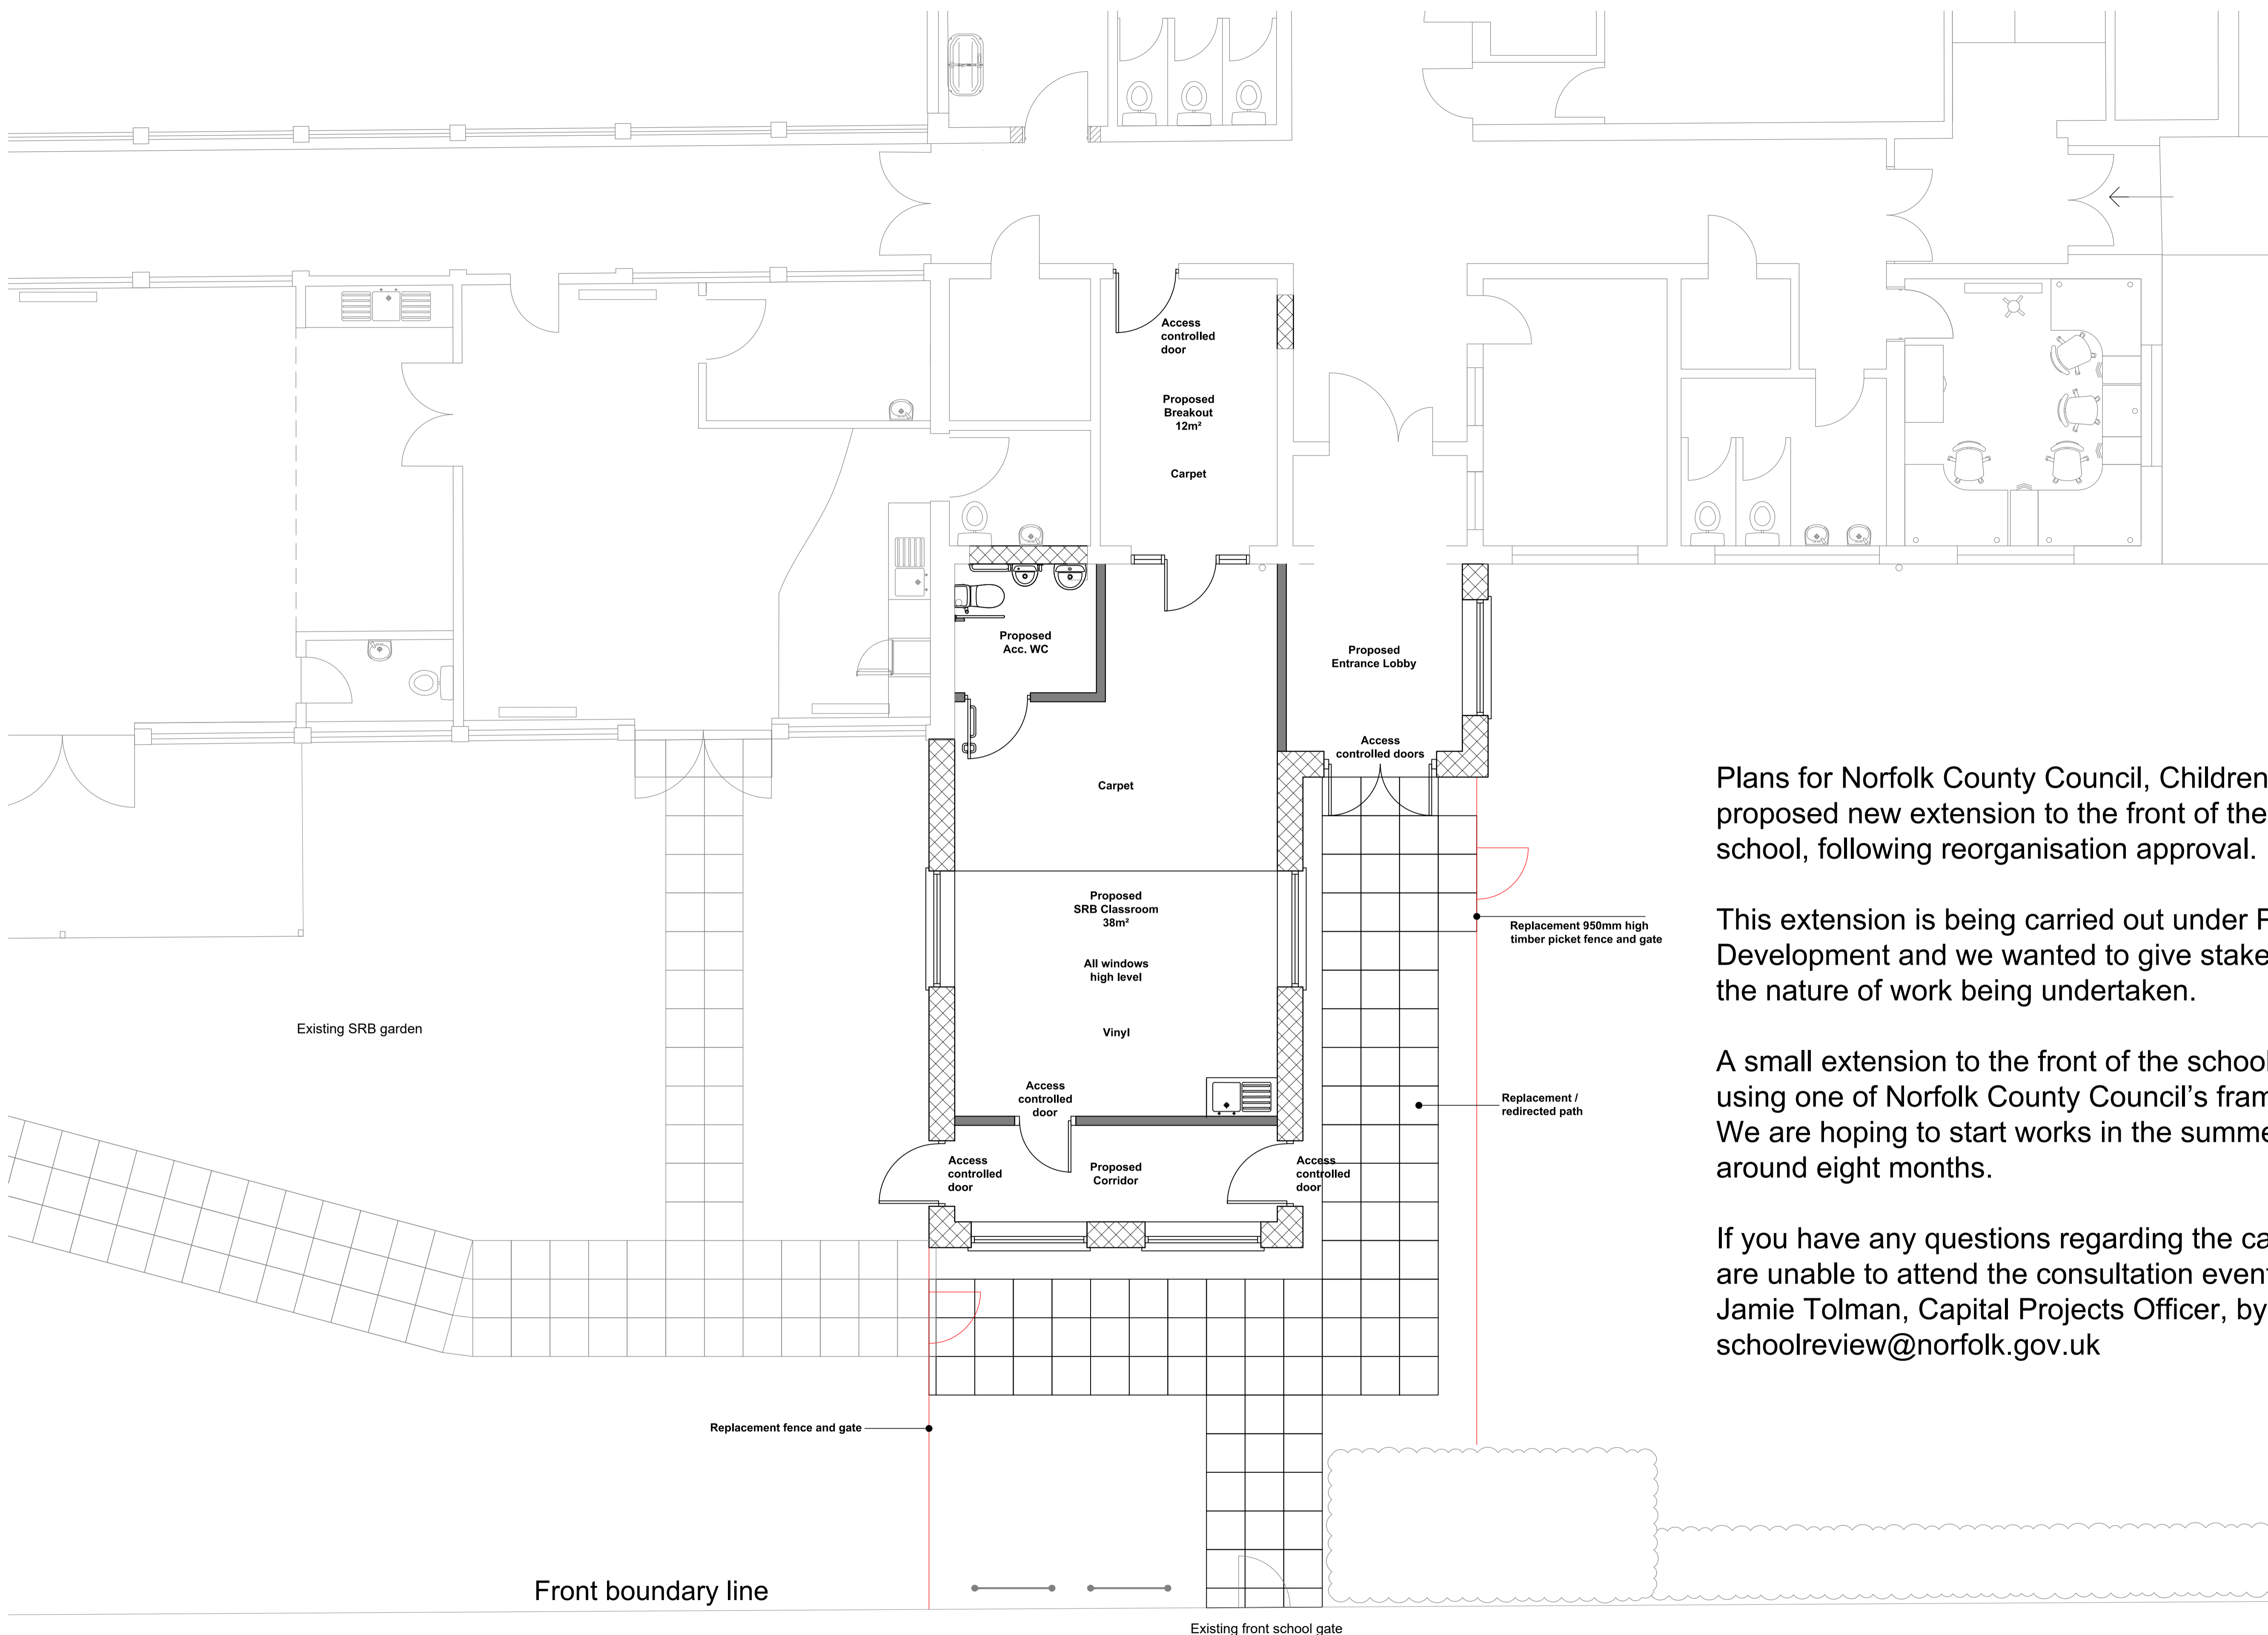 Access
controlled
door
Proposed
Breakout
12m²
Carpet
Proposed
Acc. WC
Proposed
Entrance Lobby
Access
controlled doors
Carpet
Proposed
SRB Classroom
38m²
All windows
high level
Vinyl
Access
controlled
door
Access
controlled
door
Proposed
Corridor
Access
controlled
door
Replacement 950mm high
timber picket fence and gate
Replacement /
redirected path
Existing SRB garden
Replacement fence and gate
Front boundary line
Existing front school gate
Plans for Norfolk County Council, Children
proposed new extension to the front of the
school, following reorganisation approval.
This extension is being carried out under
Development and we wanted to give
the nature of work being undertaken.
A small extension to the front of the school
using one of Norfolk County Council's
We are hoping to start works in the
around eight months.
If you have any questions regarding the
are unable to attend the consultation
Jamie Tolman, Capital Projects Officer, by
schoolreview@norfolk.gov.uk